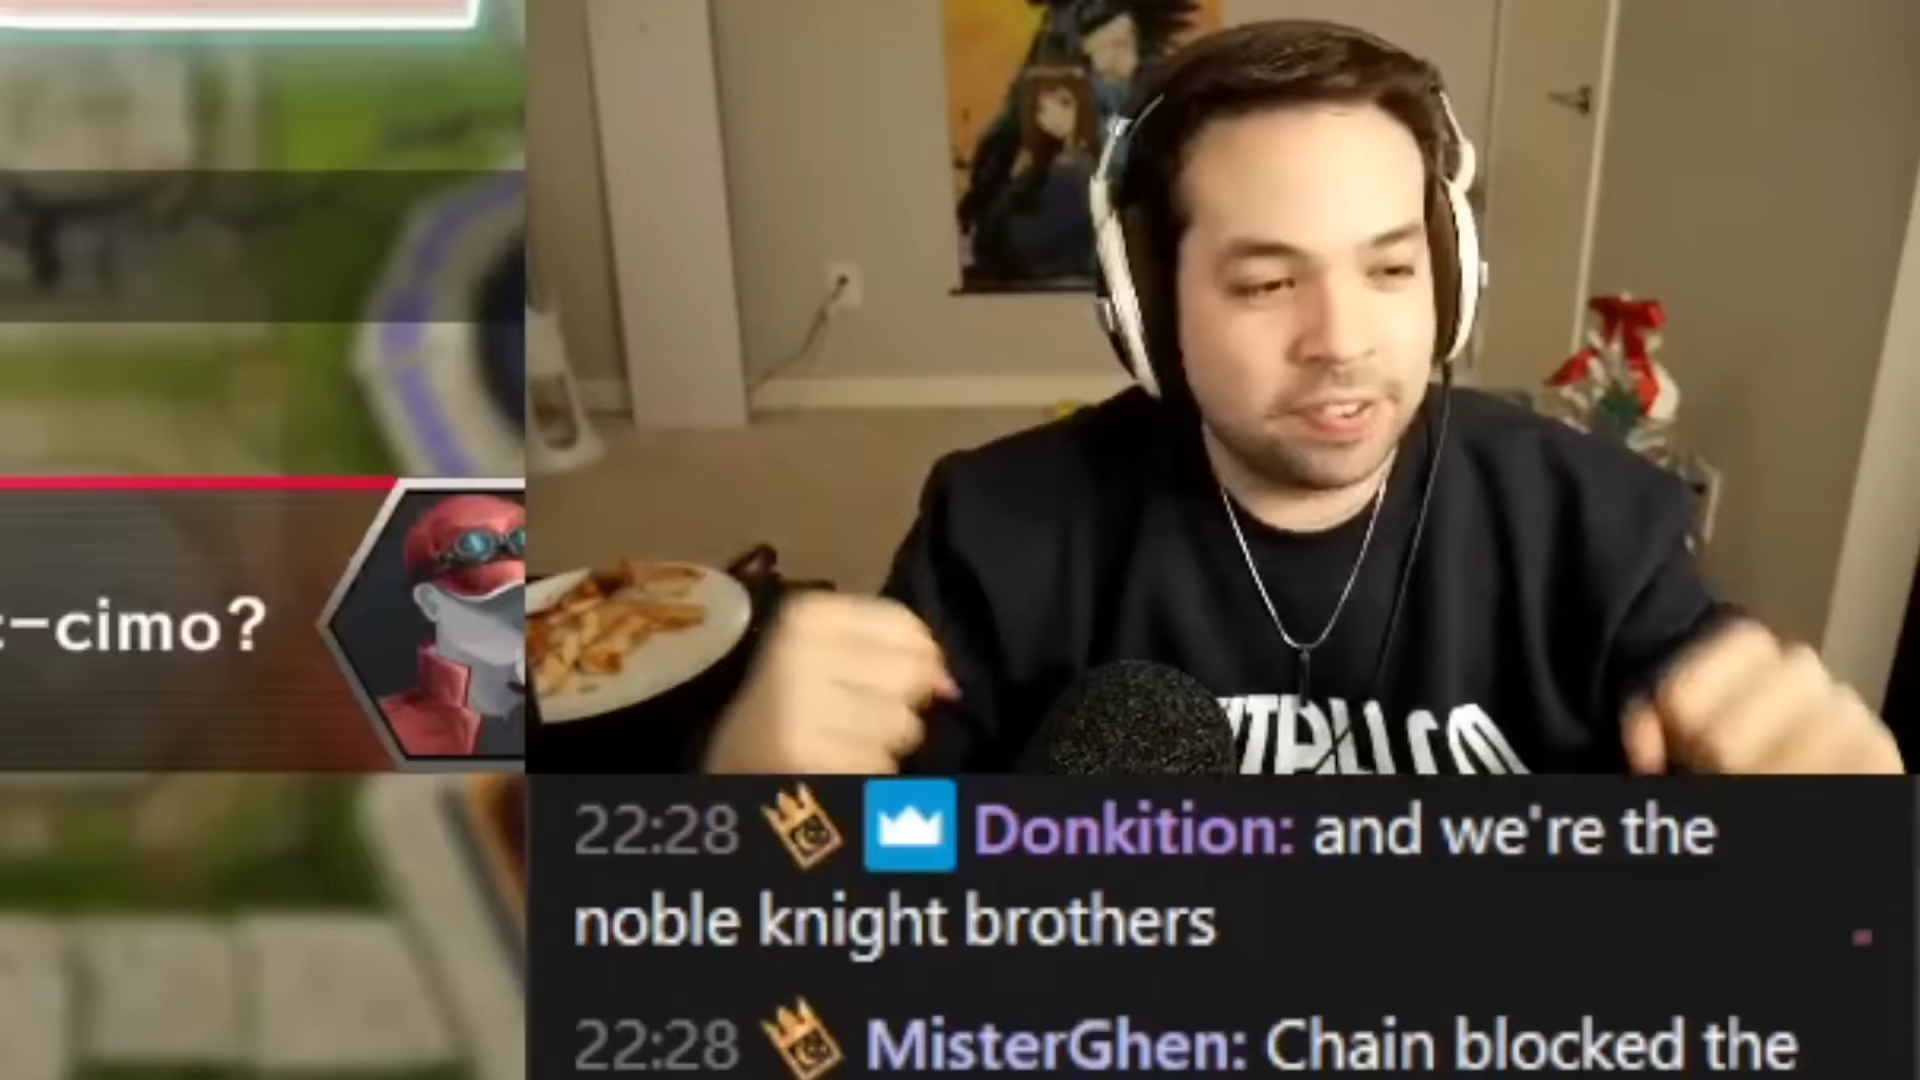 -cimo?
22:28 Donkition: and we're the
noble knight brothers
22:28 MisterGhen: Chain blocked the